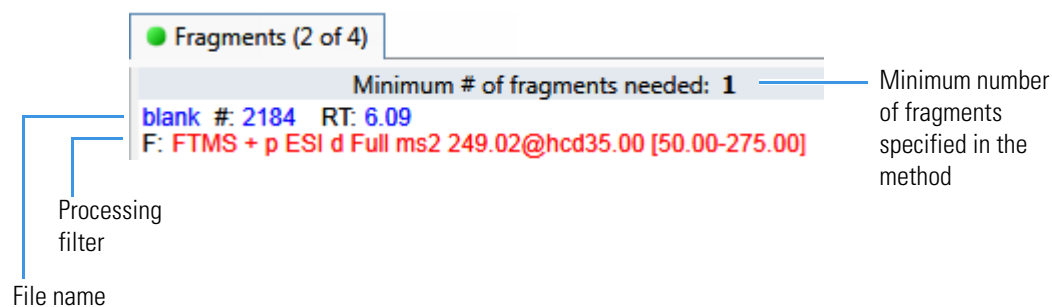 Fragments (2 of 4)
Minimum # of fragments needed: 1
blank #: 2184 RT: 6.09
F: FTMS + p ESI d Full ms2 249.02@hcd35.00 [50.00-275.00]
Minimum number
of fragments
specified in the
method
Processing
filter
File name